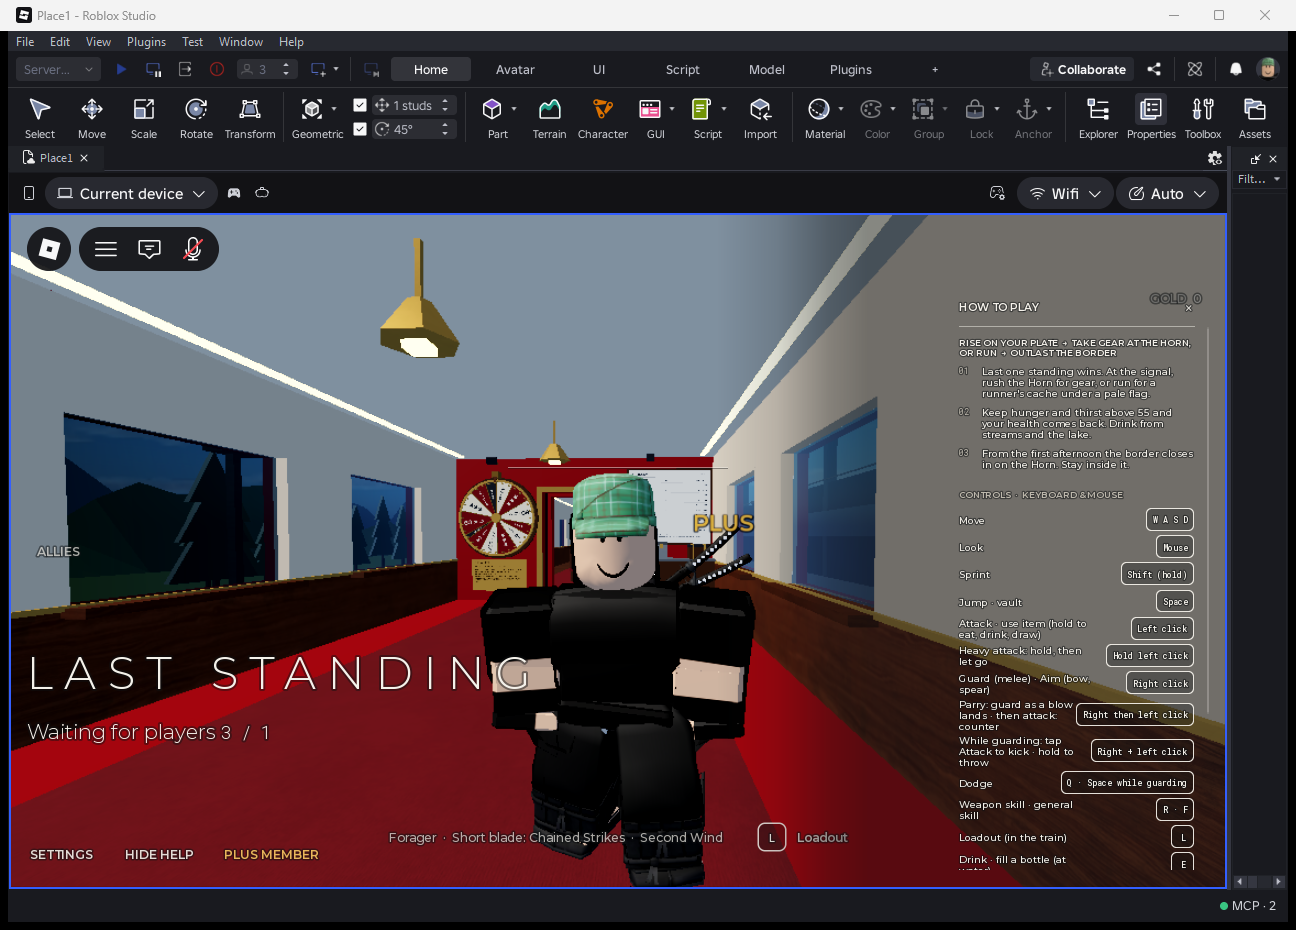 Place1 - Roblox Studio
File Edit View Plugins Test Window Help
Server... 3 Home Avatar UI Script Model Plugins + Collaborate
Select Move Scale Rotate Transform Geometric 1 studs 45° Part Terrain Character GUI Script Import Material Color Group Lock Anchor Explorer Properties Toolbox Assets
Place1
Filt...
Current device Wifi Auto
GOLD 0
HOW TO PLAY ×
RISE ON YOUR PLATE → TAKE GEAR AT THE HORN,
OR RUN → OUTLAST THE BORDER
01 Last one standing wins. At the signal,
rush the Horn for gear, or run for a
runner's cache under a pale flag.
02 Keep hunger and thirst above 55 and
your health comes back. Drink from
streams and the lake.
03 From the first afternoon the border closes
in on the Horn. Stay inside it.
CONTROLS · KEYBOARD & MOUSE
Move W A S D
Look Mouse
Sprint Shift (hold)
Jump · vault Space
Attack · use item (hold to
eat, drink, draw) Left click
Heavy attack: hold, then
let go Hold left click
Guard (melee) · Aim (bow,
spear) Right click
Parry: guard as a blow
lands · then attack:
counter Right then left click
While guarding: tap
Attack to kick · hold to
throw Right + left click
Dodge Q · Space while guarding
Weapon skill · general
skill R · F
Loadout (in the train) L
Drink · fill a bottle (at
water) E
PLUS
ALLIES
LAST STANDING
Waiting for players 3 / 1
Forager · Short blade: Chained Strikes · Second Wind L Loadout
SETTINGS HIDE HELP PLUS MEMBER
MCP · 2